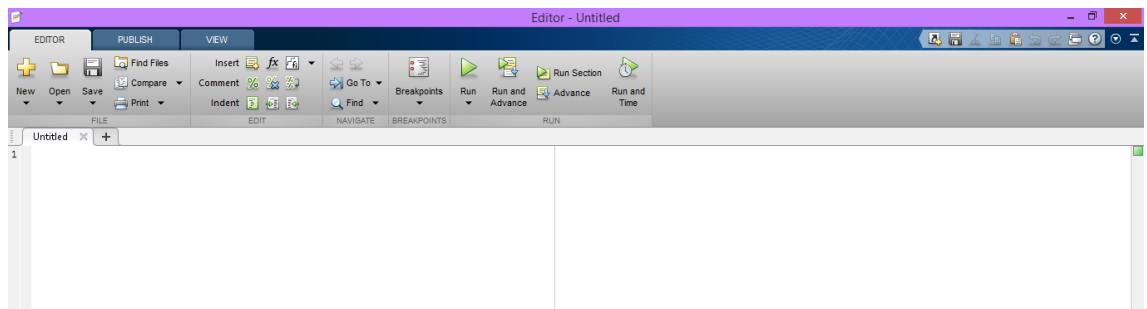 Editor - Untitled
EDITOR PUBLISH VIEW
Find Files Insert fx
Compare Comment % Go To
New Open Save Breakpoints Run Run and Advance Run Section Run and Time
Print Indent Find Advance
FILE EDIT NAVIGATE BREAKPOINTS RUN
Untitled
1